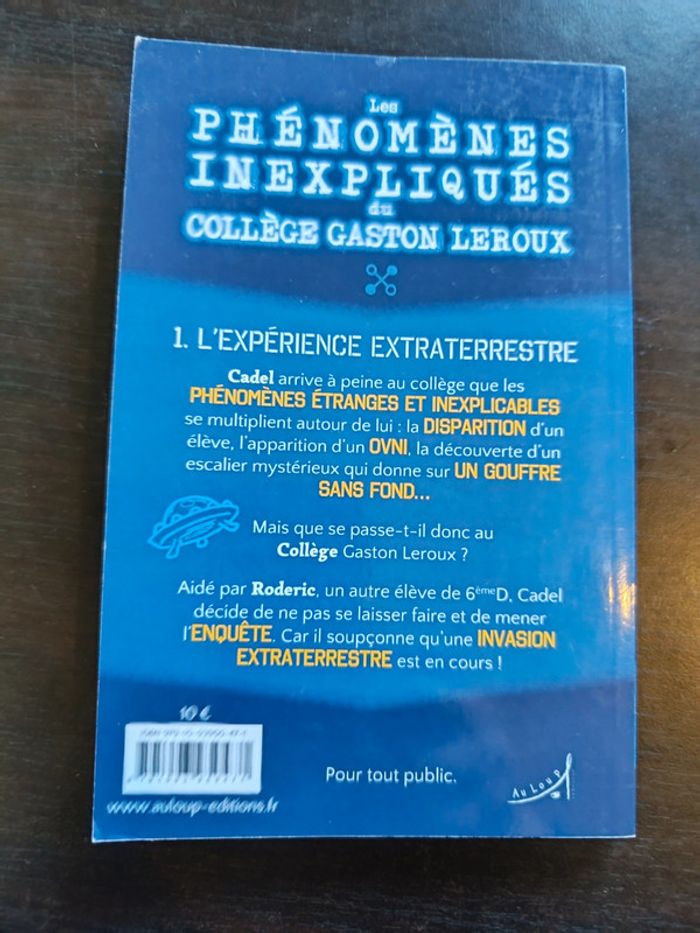 Les
PHÉNOMÈNES
INEXPLIQUÉS
du
COLLÈGE GASTON LEROUX
1. L'EXPÉRIENCE EXTRATERRESTRE
Cadel arrive à peine au collège que les
PHÉNOMÈNES ÉTRANGES ET INEXPLICABLES
se multiplient autour de lui : la DISPARITION d'un
élève, l'apparition d'un OVNI, la découverte d'un
escalier mystérieux qui donne sur UN GOUFFRE
SANS FOND...
Mais que se passe-t-il donc au
Collège Gaston Leroux ?
Aidé par Roderic, un autre élève de 6èmeD, Cadel
décide de ne pas se laisser faire et de mener
l'ENQUÊTE. Car il soupçonne qu'une INVASION
EXTRATERRESTRE est en cours !
10 €
ISBN
Pour tout public.
Au Loup
www.auloup-editions.fr